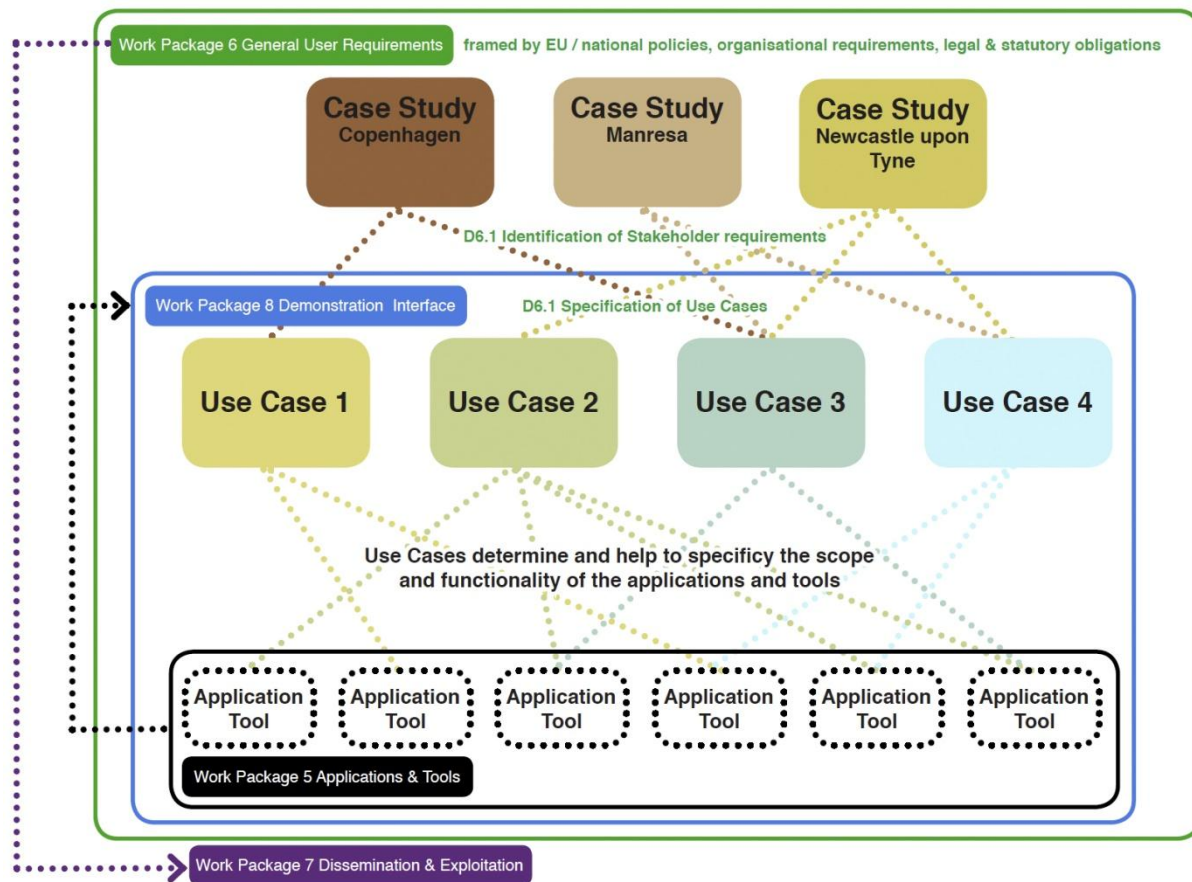 Work Package 6 General User Requirements
framed by EU / national policies, organisational requirements, legal & statutory obligations
Case Study
Copenhagen
Case Study
Manresa
Case Study
Newcastle upon
Tyne
D6.1 Identification of Stakeholder requirements
Work Package 8 Demonstration Interface
D6.1 Specification of Use Cases
Use Case 1
Use Case 2
Use Case 3
Use Case 4
Use Cases determine and help to specificy the scope
and functionality of the applications and tools
Application
Tool
Application
Tool
Application
Tool
Application
Tool
Application
Tool
Application
Tool
Work Package 5 Applications & Tools
Work Package 7 Dissemination & Exploitation